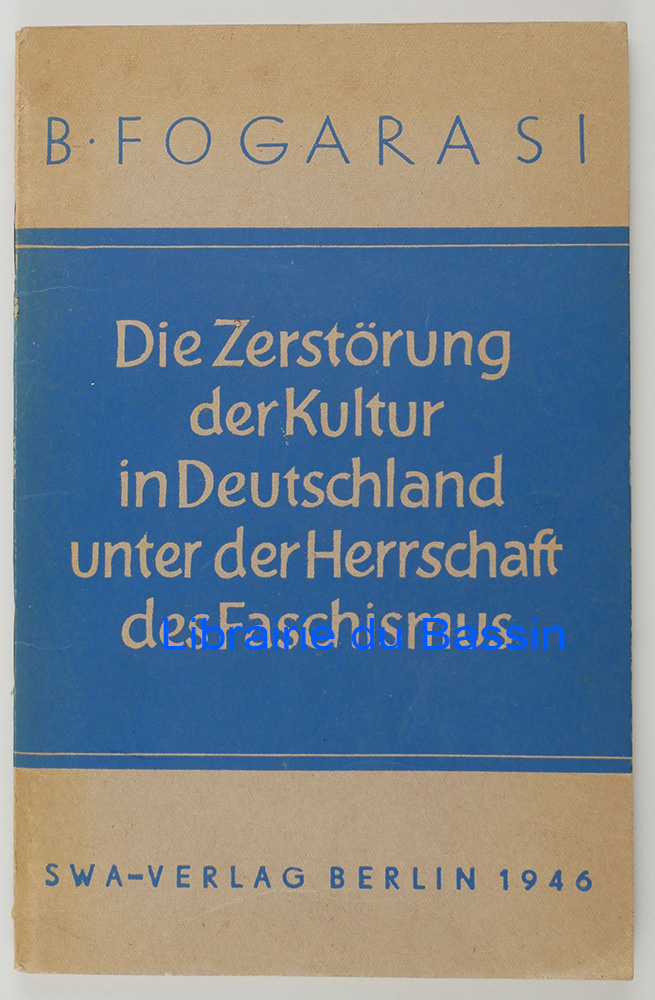 B·FOGARASI
Die Zerstörung
der Kultur
in Deutschland
unter der Herrschaft
des Faschismus
Librairie du Bassin
SWA-VERLAG BERLIN 1946